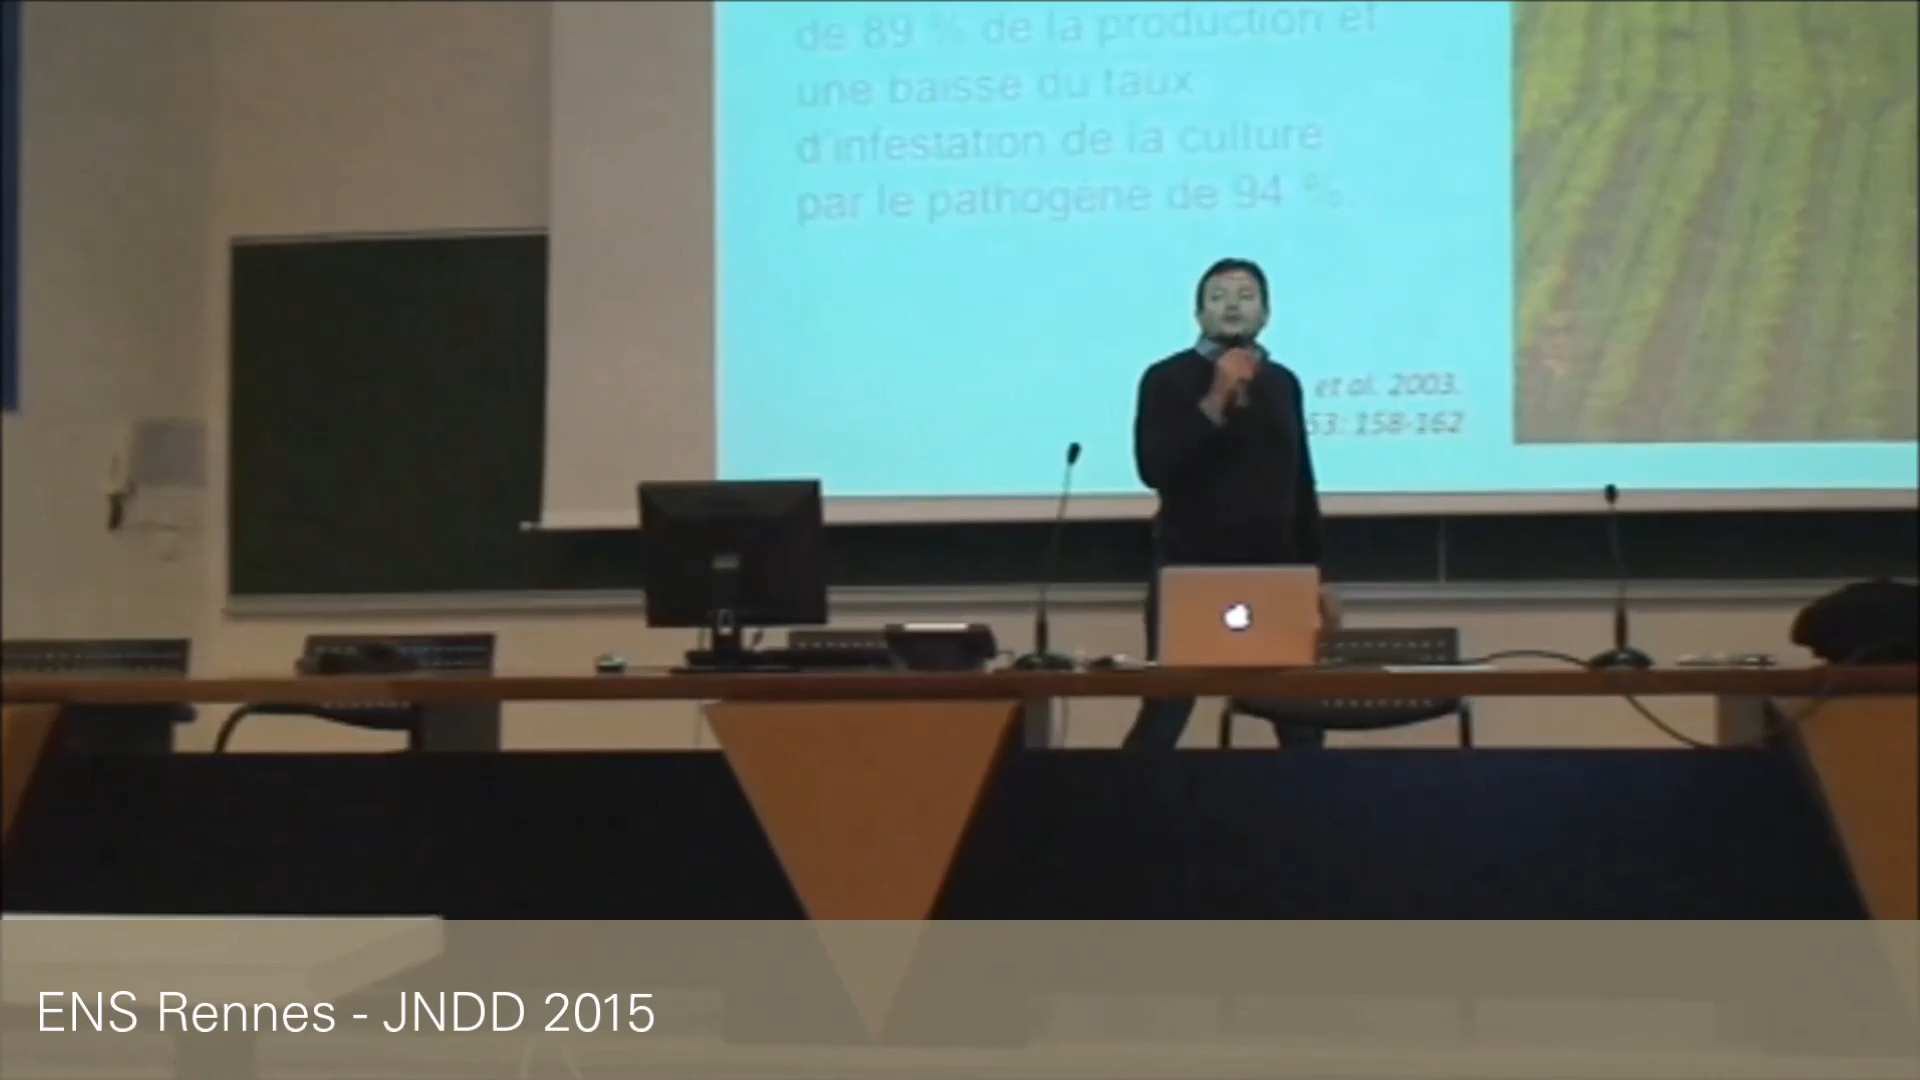 de 89 % de la production et
une baisse du taux
d'infestation de la culture
par le pathogène de 94 %.
et al. 2003.
53: 158-162
ENS Rennes - JNDD 2015